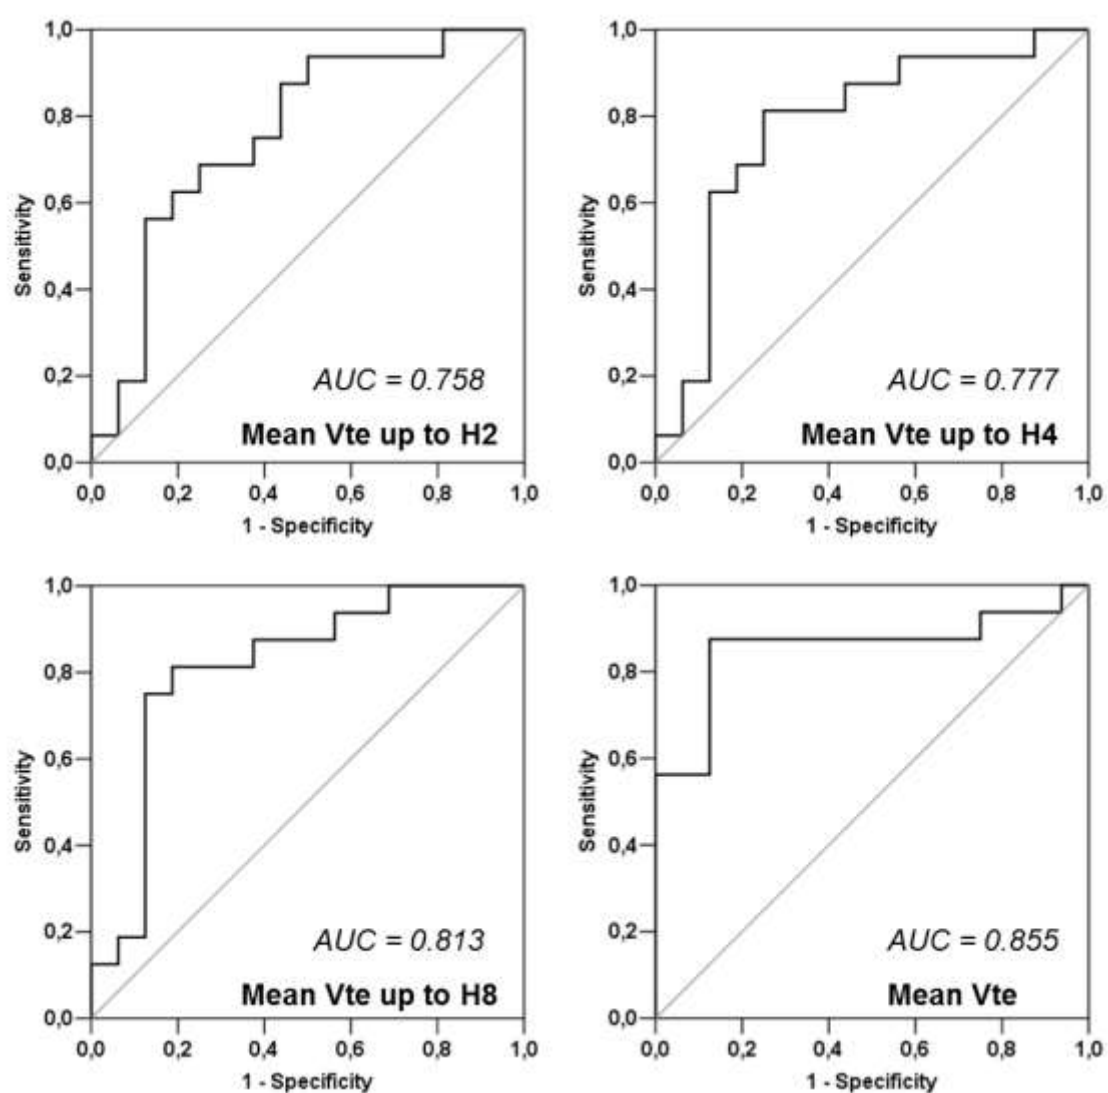 1,0
0,8
0,6
0,4
0,2
0,0
Sensitivity
AUC = 0.758
Mean Vte up to H2
0,0 0,2 0,4 0,6 0,8 1,0
1 - Specificity
1,0
0,8
0,6
0,4
0,2
0,0
Sensitivity
AUC = 0.777
Mean Vte up to H4
0,0 0,2 0,4 0,6 0,8 1,0
1 - Specificity
1,0
0,8
0,6
0,4
0,2
0,0
Sensitivity
AUC = 0.813
Mean Vte up to H8
0,0 0,2 0,4 0,6 0,8 1,0
1 - Specificity
1,0
0,8
0,6
0,4
0,2
0,0
Sensitivity
AUC = 0.855
Mean Vte
0,0 0,2 0,4 0,6 0,8 1,0
1 - Specificity